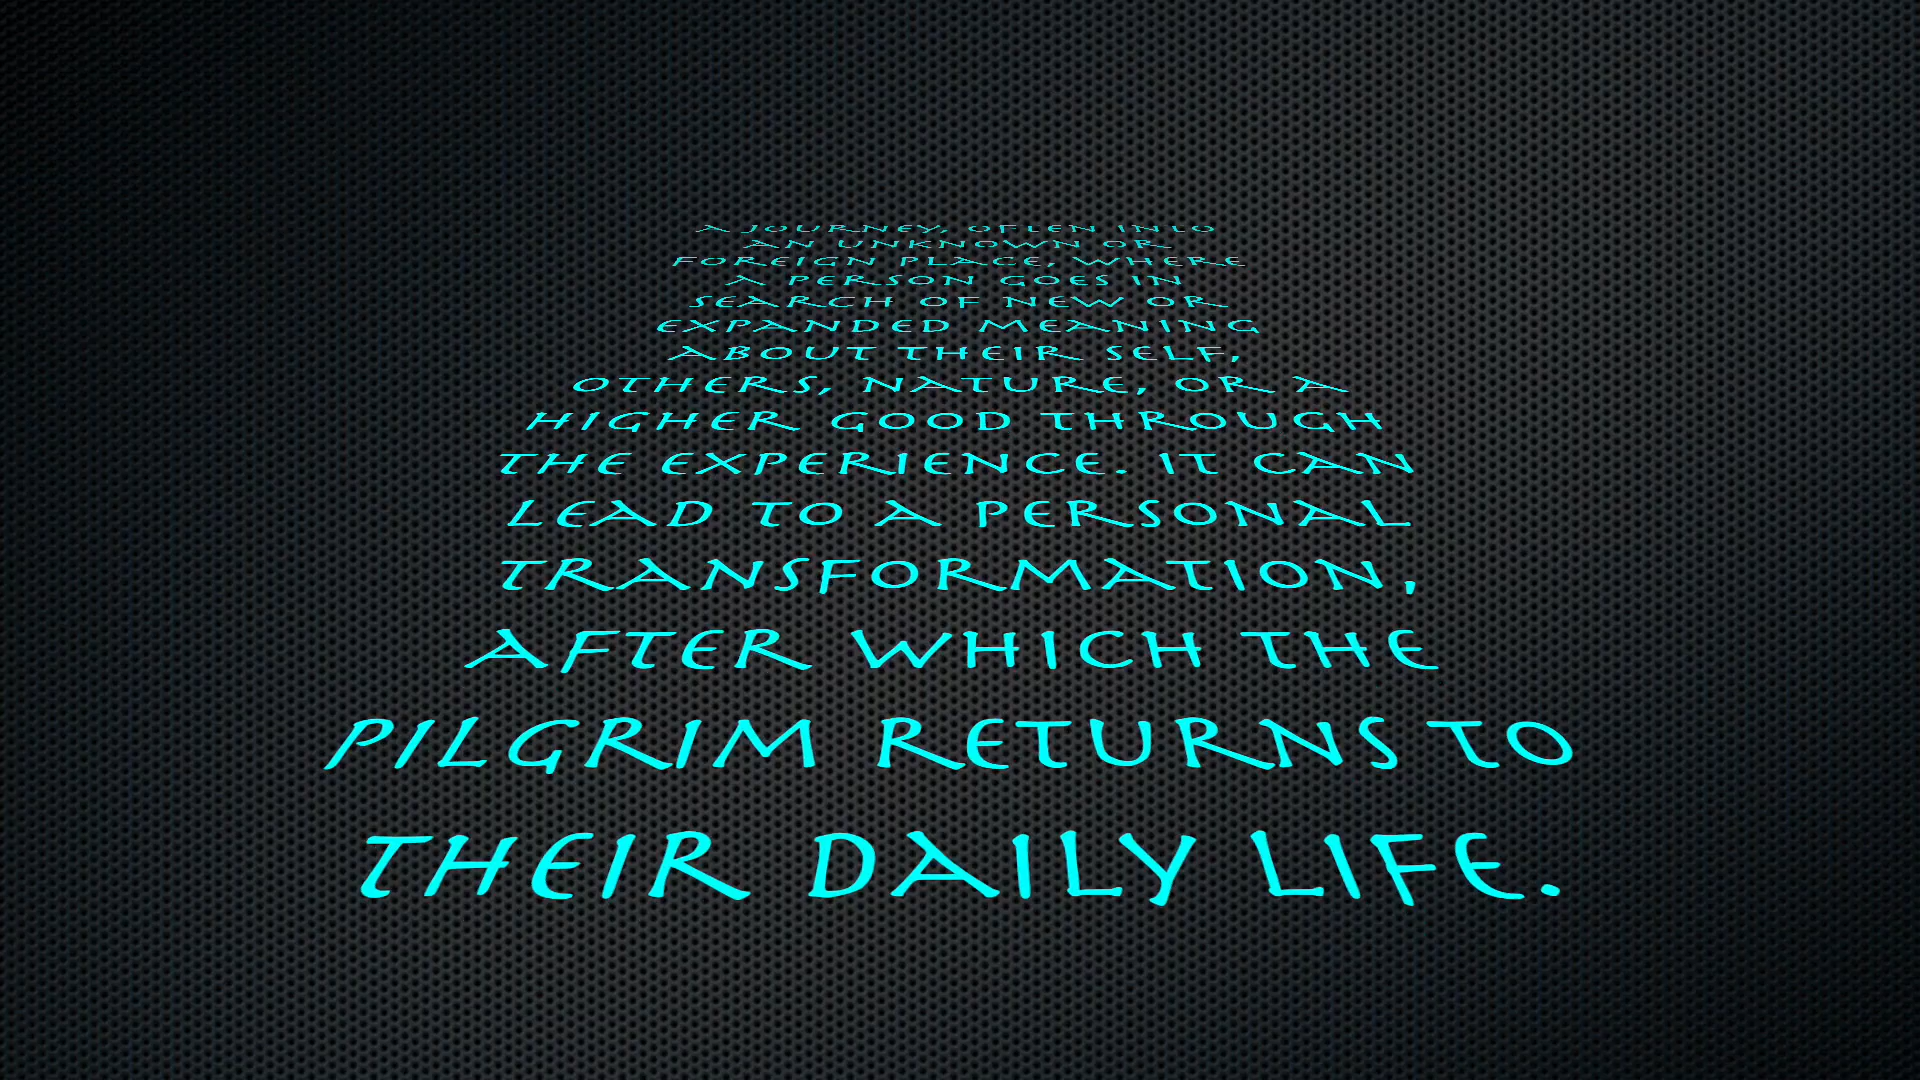 A JOURNEY, OFTEN INTO
AN UNKNOWN OR
FOREIGN PLACE, WHERE
A PERSON GOES IN
SEARCH OF NEW OR
EXPANDED MEANING
ABOUT THEIR SELF,
OTHERS, NATURE, OR A
HIGHER GOOD THROUGH
THE EXPERIENCE. IT CAN
LEAD TO A PERSONAL
TRANSFORMATION,
AFTER WHICH THE
PILGRIM RETURNS TO
THEIR DAILY LIFE.